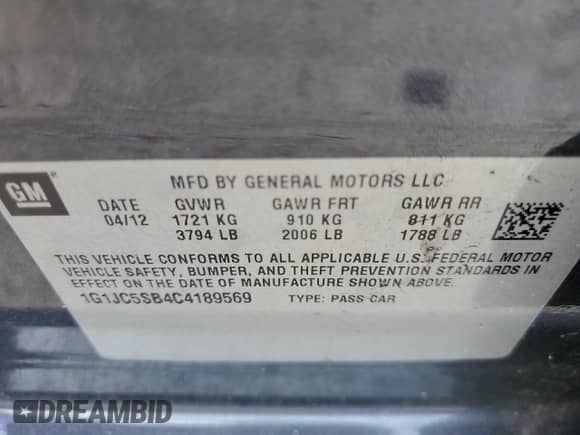 GM
MFD BY GENERAL MOTORS LLC
DATE GVWR GAWR FRT GAWR RR
04/12 1721 KG 910 KG 811 KG
3794 LB 2006 LB 1788 LB
THIS VEHICLE CONFORMS TO ALL APPLICABLE U.S. FEDERAL MOTOR
VEHICLE SAFETY, BUMPER, AND THEFT PREVENTION STANDARDS IN
EFFECT ON THE DATE OF MANUFACTURE SHOWN ABOVE.
1G1JC5SB4C4189569 TYPE: PASS CAR
DREAMBID